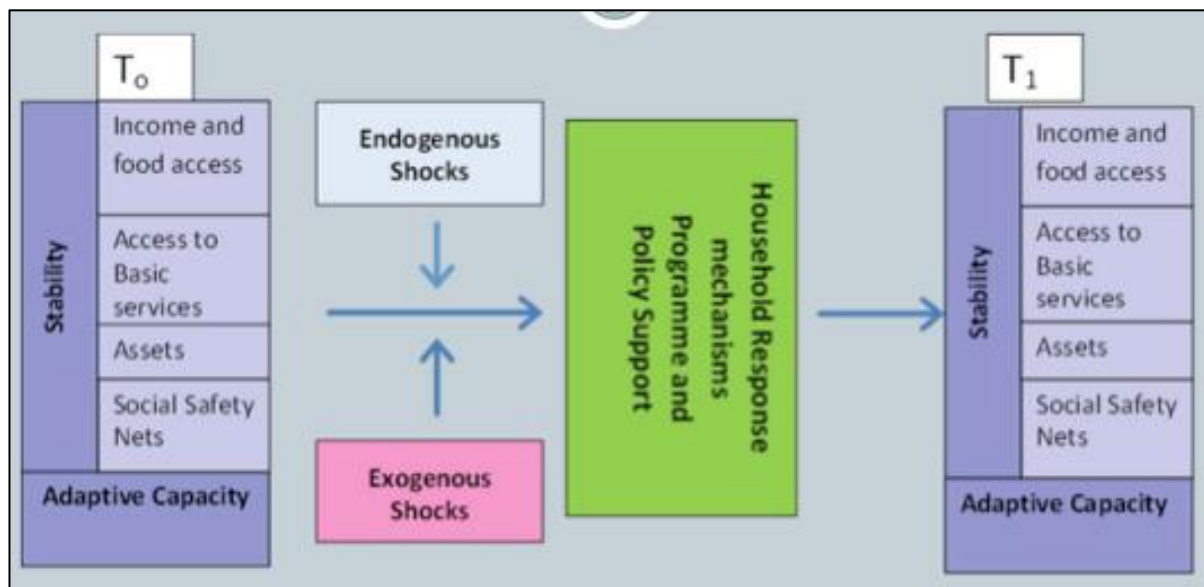 T₀
Income and
food access
Access to
Basic
services
Assets
Social Safety
Nets
Stability
Adaptive Capacity
Endogenous
Shocks
Exogenous
Shocks
Household Response
mechanisms
Programme and
Policy Support
T₁
Income and
food access
Access to
Basic
services
Assets
Social Safety
Nets
Stability
Adaptive Capacity